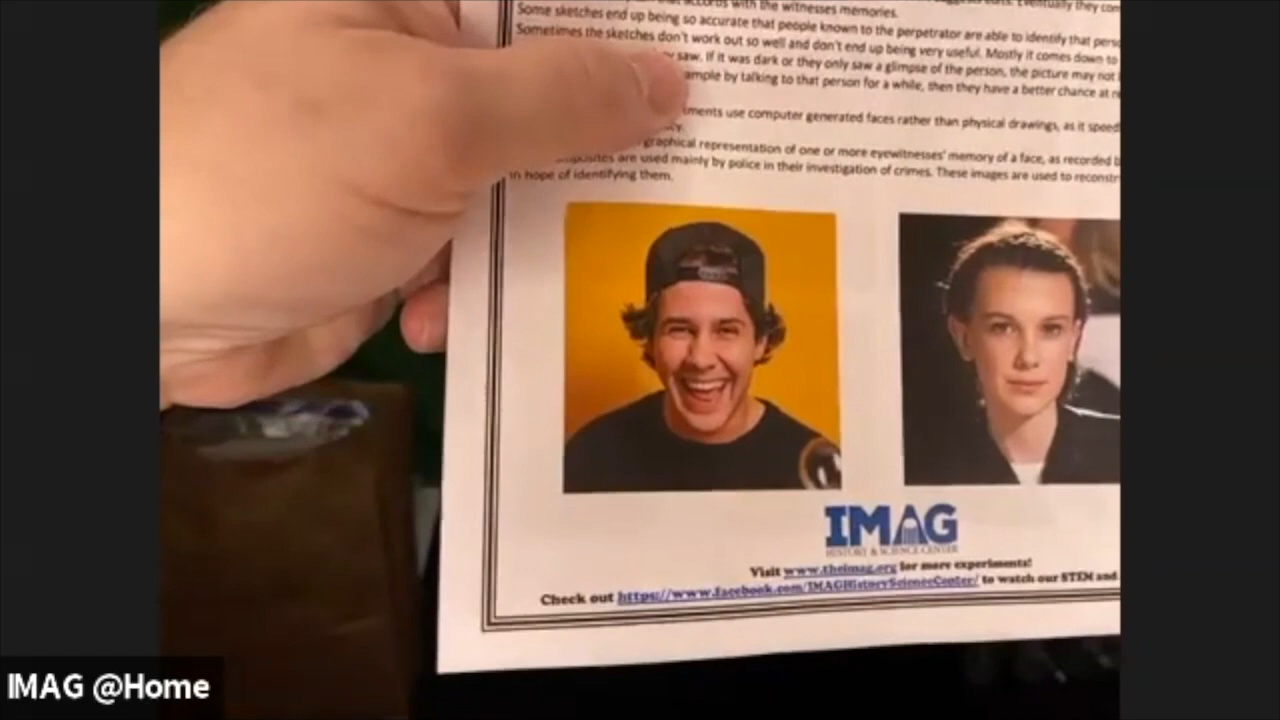 with the witnesses memories.
Some sketches end up being so accurate that people known to the perpetrator are able to identify that
Sometimes the sketches don't work out so well and don't end up being very useful. Mostly it comes down to
saw. If it was dark or they only saw a glimpse of the person, the picture may not
ample by talking to that person for a while, then they have a better chance at
ments use computer generated faces rather than physical drawings, as it
graphical representation of one or more eyewitnesses' memory of a face, as recorded
are used mainly by police in their investigation of crimes. These images are used to
in hope of identifying them.
IMAG
HISTORY & SCIENCE CENTER
Visit www.theimag.org for more experiments!
Check out https://www.facebook.com/IMAGHistoryScienceCenter/ to watch our STEM and
IMAG @Home